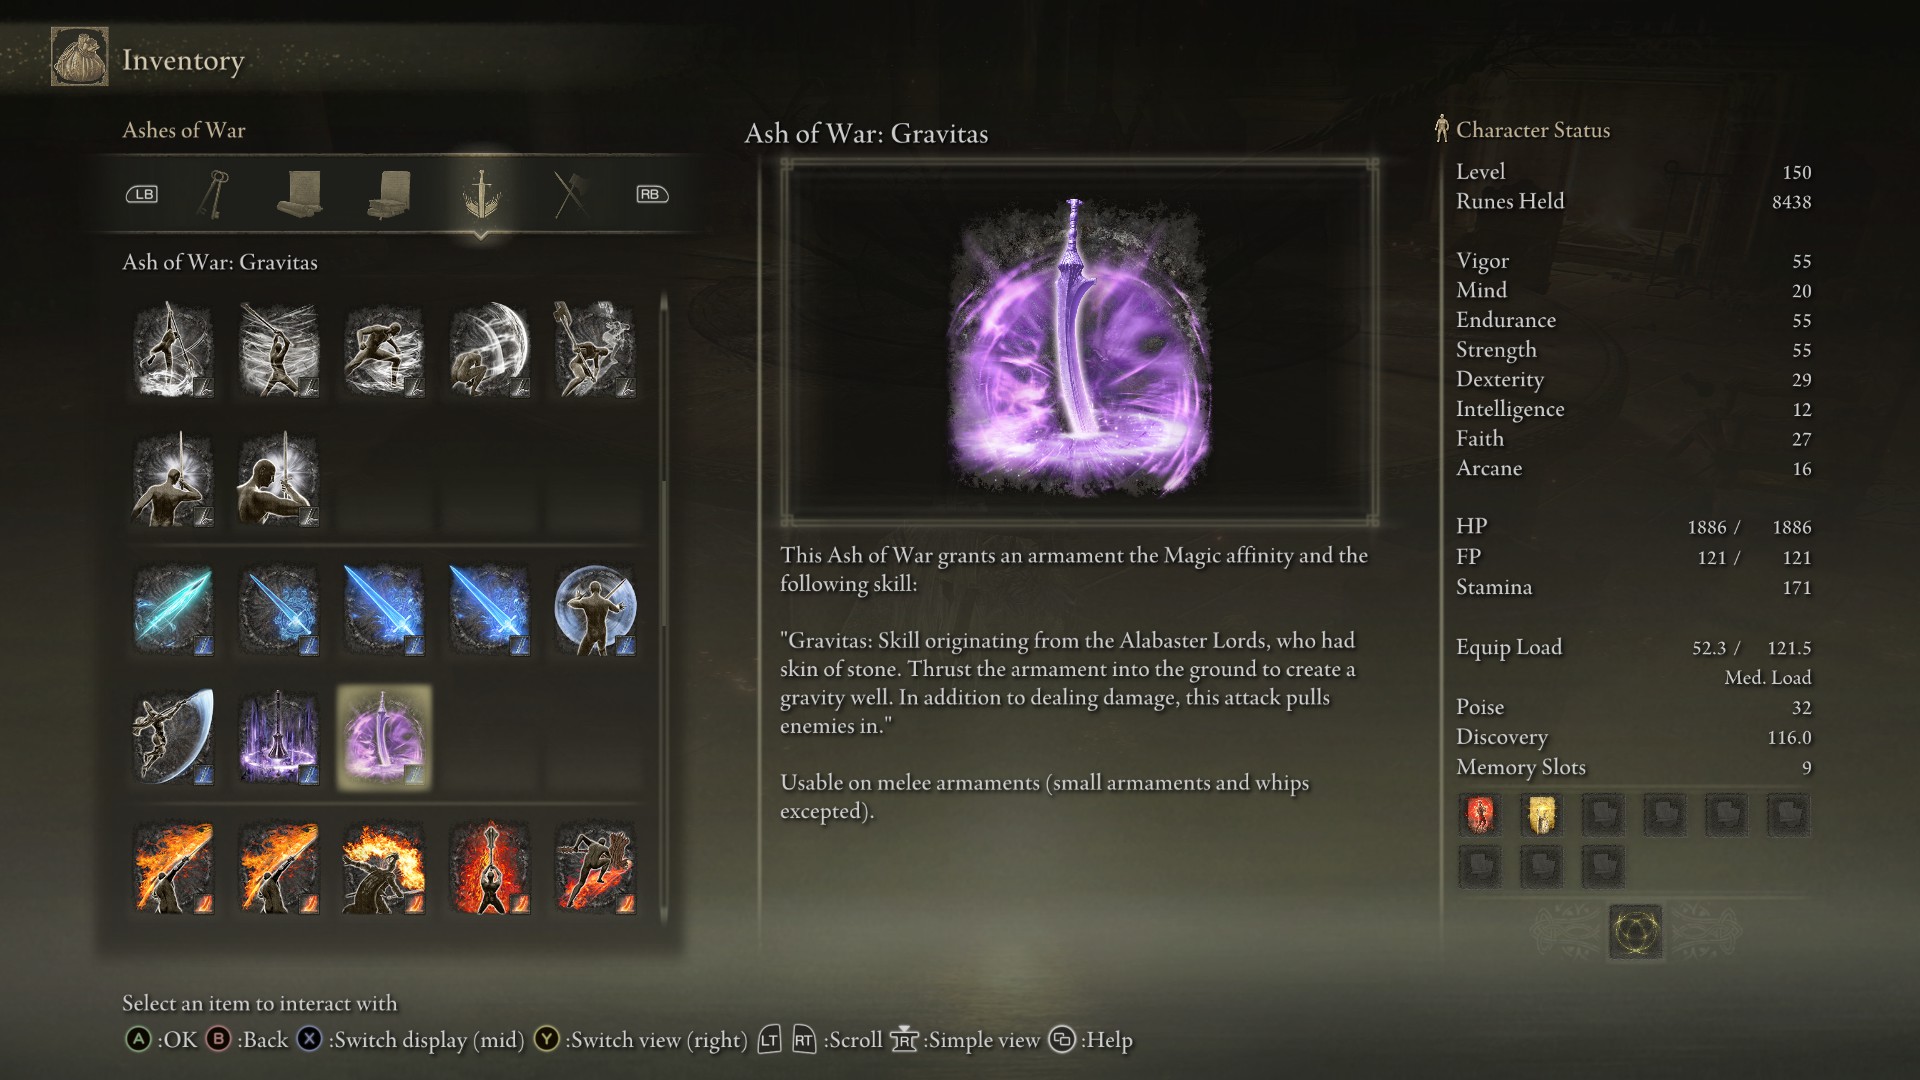 Inventory
Ashes of War
LB
RB
Ash of War: Gravitas
Ash of War: Gravitas
This Ash of War grants an armament the Magic affinity and the
following skill:
"Gravitas: Skill originating from the Alabaster Lords, who had
skin of stone. Thrust the armament into the ground to create a
gravity well. In addition to dealing damage, this attack pulls
enemies in."
Usable on melee armaments (small armaments and whips
excepted).
Character Status
Level 150
Runes Held 8438
Vigor 55
Mind 20
Endurance 55
Strength 55
Dexterity 29
Intelligence 12
Faith 27
Arcane 16
HP 1886 / 1886
FP 121 / 121
Stamina 171
Equip Load 52.3 / 121.5
Med. Load
Poise 32
Discovery 116.0
Memory Slots 9
Select an item to interact with
A :OK B :Back X :Switch display (mid) Y :Switch view (right) LT RT :Scroll R :Simple view :Help